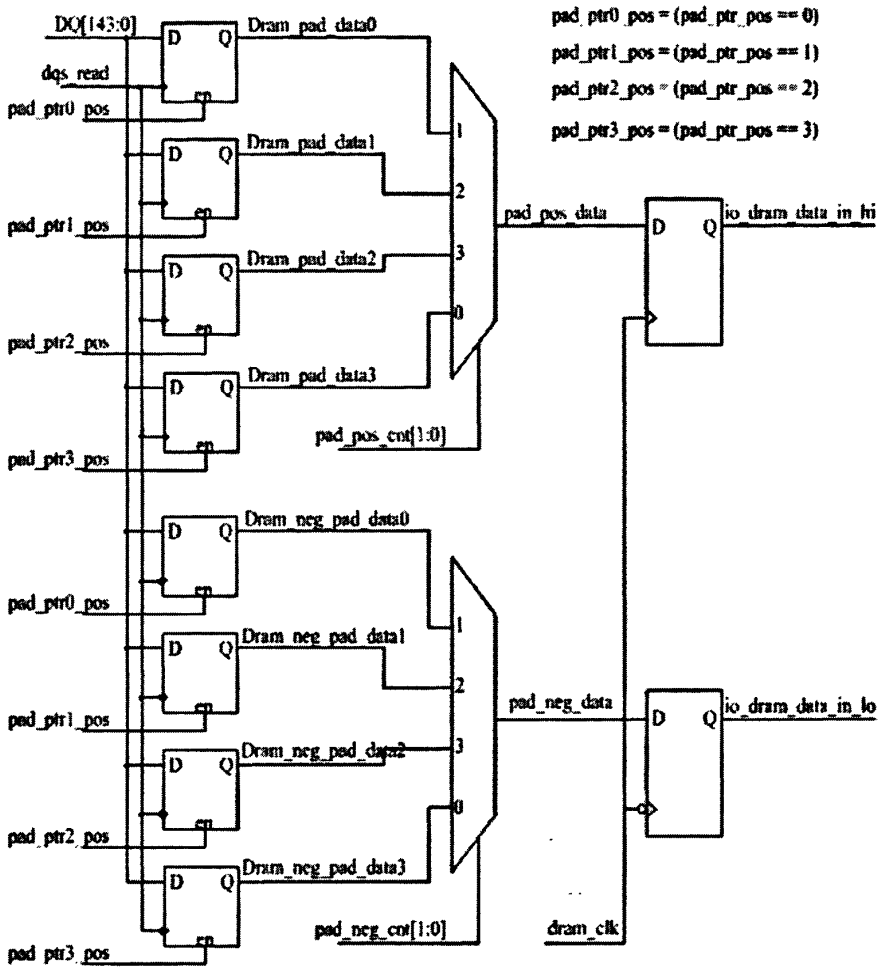 DQ[143:0]
dqs_read
pad_ptr0_pos
D Q
en
Dram_pad_data0
pad_ptr0_pos = (pad_ptr_pos == 0)
pad_ptr1_pos = (pad_ptr_pos == 1)
pad_ptr2_pos = (pad_ptr_pos == 2)
pad_ptr3_pos = (pad_ptr_pos == 3)
D Q
en
Dram_pad_data1
pad_ptr1_pos
D Q
en
Dram_pad_data2
pad_ptr2_pos
D Q
en
Dram_pad_data3
pad_ptr3_pos
1
2
3
0
pad_pos_cnt[1:0]
pad_pos_data
D Q
io_dram_data_in_hi
D Q
en
Dram_neg_pad_data0
pad_ptr0_pos
D Q
en
Dram_neg_pad_data1
pad_ptr1_pos
D Q
en
Dram_neg_pad_data2
pad_ptr2_pos
D Q
en
Dram_neg_pad_data3
pad_ptr3_pos
1
2
3
0
pad_neg_cnt[1:0]
pad_neg_data
D Q
io_dram_data_in_lo
dram_clk